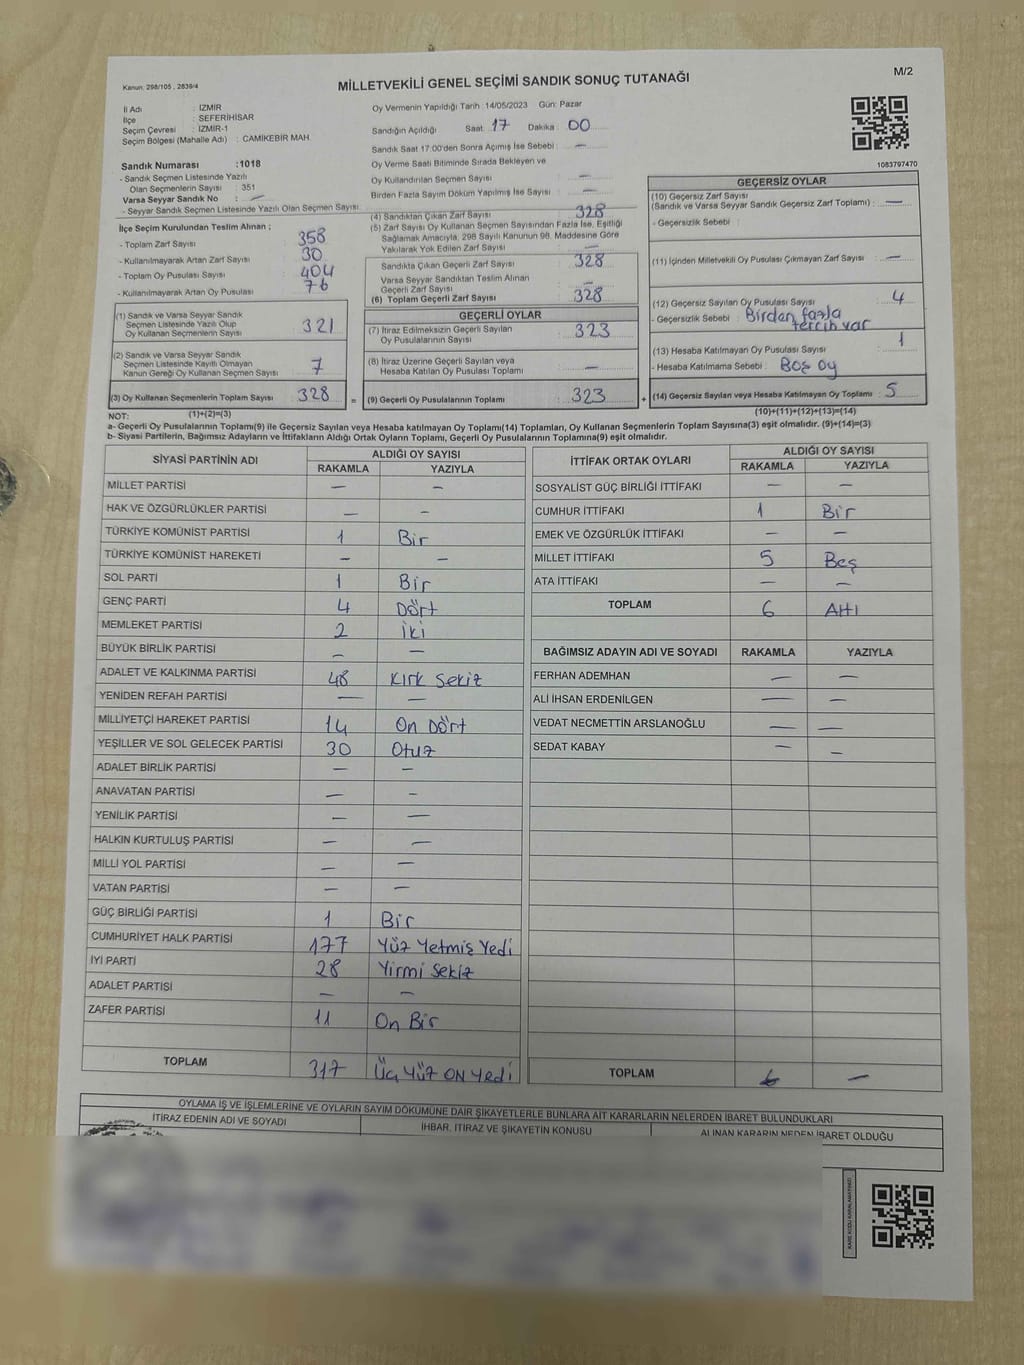 Kanun, 298/105 , 2839/4
MİLLETVEKİLİ GENEL SEÇİMİ SANDIK SONUÇ TUTANAĞI
M/2
İl Adı : İZMİR
İlçe : SEFERİHİSAR
Seçim Çevresi : İZMİR-1
Seçim Bölgesi (Mahalle Adı) : CAMİKEBİR MAH.
Sandık Numarası :1018
- Sandık Seçmen Listesinde Yazılı
Olan Seçmenlerin Sayısı : 351
Varsa Seyyar Sandık No : —
- Seyyar Sandık Seçmen Listesinde Yazılı Olan Seçmen Sayısı:
İlçe Seçim Kurulundan Teslim Alınan ;
- Toplam Zarf Sayısı : 358
- Kullanılmayarak Artan Zarf Sayısı : 30
- Toplam Oy Pusulası Sayısı : 404
- Kullanılmayarak Artan Oy Pusulası : 76
(1) Sandık ve Varsa Seyyar Sandık
Seçmen Listesinde Yazılı Olup
Oy Kullanan Seçmenlerin Sayısı : 321
(2) Sandık ve Varsa Seyyar Sandık
Seçmen Listesinde Kayıtlı Olmayan
Kanun Gereği Oy Kullanan Seçmen Sayısı : 7
(3) Oy Kullanan Seçmenlerin Toplam Sayısı : 328 =
Oy Vermenin Yapıldığı Tarih :14/05/2023 Gün: Pazar
Sandığın Açıldığı Saat: 17 Dakika: 00
Sandık Saat 17:00'den Sonra Açılmış İse Sebebi : —
Oy Verme Saati Bitiminde Sırada Bekleyen ve
Oy Kullandırılan Seçmen Sayısı : —
Birden Fazla Sayım Döküm Yapılmış İse Sayısı : —
(4) Sandıktan Çıkan Zarf Sayısı : 328
(5) Zarf Sayısı Oy Kullanan Seçmen Sayısından Fazla İse, Eşitliği
Sağlamak Amacıyla, 298 Sayılı Kanunun 98. Maddesine Göre
Yakılarak Yok Edilen Zarf Sayısı : —
Sandıkta Çıkan Geçerli Zarf Sayısı : 328
Varsa Seyyar Sandıktan Teslim Alınan
Geçerli Zarf Sayısı : —
(6) Toplam Geçerli Zarf Sayısı : 328
GEÇERLİ OYLAR
(7) İtiraz Edilmeksizin Geçerli Sayılan
Oy Pusulalarının Sayısı : 323
(8) İtiraz Üzerine Geçerli Sayılan veya
Hesaba Katılan Oy Pusulası Toplamı : —
(9) Geçerli Oy Pusulalarının Toplamı : 323 +
1083797470
GEÇERSİZ OYLAR
(10) Geçersiz Zarf Sayısı
(Sandık ve Varsa Seyyar Sandık Geçersiz Zarf Toplamı) : —
- Geçersizlik Sebebi :
(11) İçinden Milletvekili Oy Pusulası Çıkmayan Zarf Sayısı : —
(12) Geçersiz Sayılan Oy Pusulası Sayısı : 4
- Geçersizlik Sebebi : Birden fazla
tercih var
(13) Hesaba Katılmayan Oy Pusulası Sayısı : 1
- Hesaba Katılmama Sebebi : Boş oy
(14) Geçersiz Sayılan veya Hesaba Katılmayan Oy Toplamı : 5
NOT: (1)+(2)=(3)
(10)+(11)+(12)+(13)=(14)
a- Geçerli Oy Pusulalarının Toplamı(9) ile Geçersiz Sayılan veya Hesaba katılmayan Oy Toplamı(14) Toplamları, Oy Kullanan Seçmenlerin Toplam Sayısına(3) eşit olmalıdır. (9)+(14)=(3)
b- Siyasi Partilerin, Bağımsız Adayların ve İttifakların Aldığı Ortak Oyların Toplamı, Geçerli Oy Pusulalarının Toplamına(9) eşit olmalıdır.
SİYASİ PARTİNİN ADI ALDIĞI OY SAYISI
RAKAMLA YAZIYLA
MİLLET PARTİSİ — —
HAK VE ÖZGÜRLÜKLER PARTİSİ — —
TÜRKİYE KOMÜNİST PARTİSİ 1 Bir
TÜRKİYE KOMÜNİST HAREKETİ — —
SOL PARTİ 1 Bir
GENÇ PARTİ 4 Dört
MEMLEKET PARTİSİ 2 İki
BÜYÜK BİRLİK PARTİSİ — —
ADALET VE KALKINMA PARTİSİ 48 Kırk Sekiz
YENİDEN REFAH PARTİSİ — —
MİLLİYETÇİ HAREKET PARTİSİ 14 On Dört
YEŞİLLER VE SOL GELECEK PARTİSİ 30 Otuz
ADALET BİRLİK PARTİSİ — —
ANAVATAN PARTİSİ — —
YENİLİK PARTİSİ — —
HALKIN KURTULUŞ PARTİSİ — —
MİLLİ YOL PARTİSİ — —
VATAN PARTİSİ — —
GÜÇ BİRLİĞİ PARTİSİ 1 Bir
CUMHURİYET HALK PARTİSİ 177 Yüz Yetmiş Yedi
İYİ PARTİ 28 Yirmi Sekiz
ADALET PARTİSİ — —
ZAFER PARTİSİ 11 On Bir
TOPLAM 317 Üç Yüz ON Yedi
İTTİFAK ORTAK OYLARI ALDIĞI OY SAYISI
RAKAMLA YAZIYLA
SOSYALİST GÜÇ BİRLİĞİ İTTİFAKI — —
CUMHUR İTTİFAKI 1 Bir
EMEK VE ÖZGÜRLÜK İTTİFAKI — —
MİLLET İTTİFAKI 5 Beş
ATA İTTİFAKI — —
TOPLAM 6 Altı
BAĞIMSIZ ADAYIN ADI VE SOYADI RAKAMLA YAZIYLA
FERHAN ADEMHAN — —
ALİ İHSAN ERDENİLGEN — —
VEDAT NECMETTİN ARSLANOĞLU — —
SEDAT KABAY — —
TOPLAM —
OYLAMA İŞ VE İŞLEMLERİNE VE OYLARIN SAYIM DÖKÜMÜNE DAİR ŞİKAYETLERLE BUNLARA AİT KARARLARIN NELERDEN İBARET BULUNDUKLARI
İTİRAZ EDENİN ADI VE SOYADI İHBAR, İTİRAZ VE ŞİKAYETİN KONUSU ALINAN KARARIN NEDEN İBARET OLDUĞU
KARE KODU KARALAMAYINIZ!